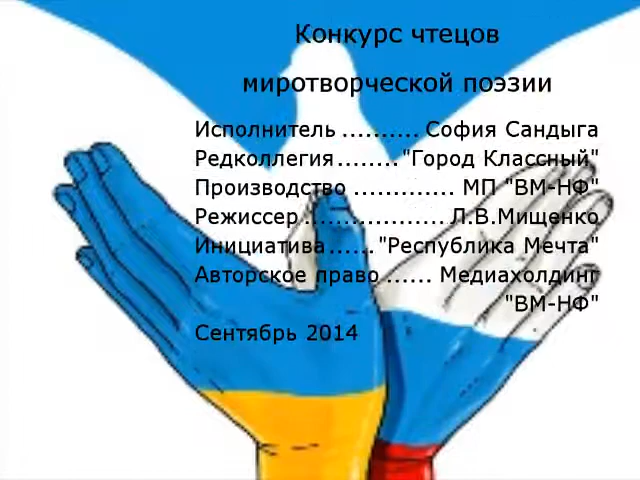 Конкурс чтецов
миротворческой поэзии
Исполнитель .......... София Сандыга
Редколлегия........"Город Классный"
Производство ............. МП "ВМ-НФ"
Режиссер .................. Л.В.Мищенко
Инициатива......"Республика Мечта"
Авторское право ...... Медиахолдинг
"ВМ-НФ"
Сентябрь 2014